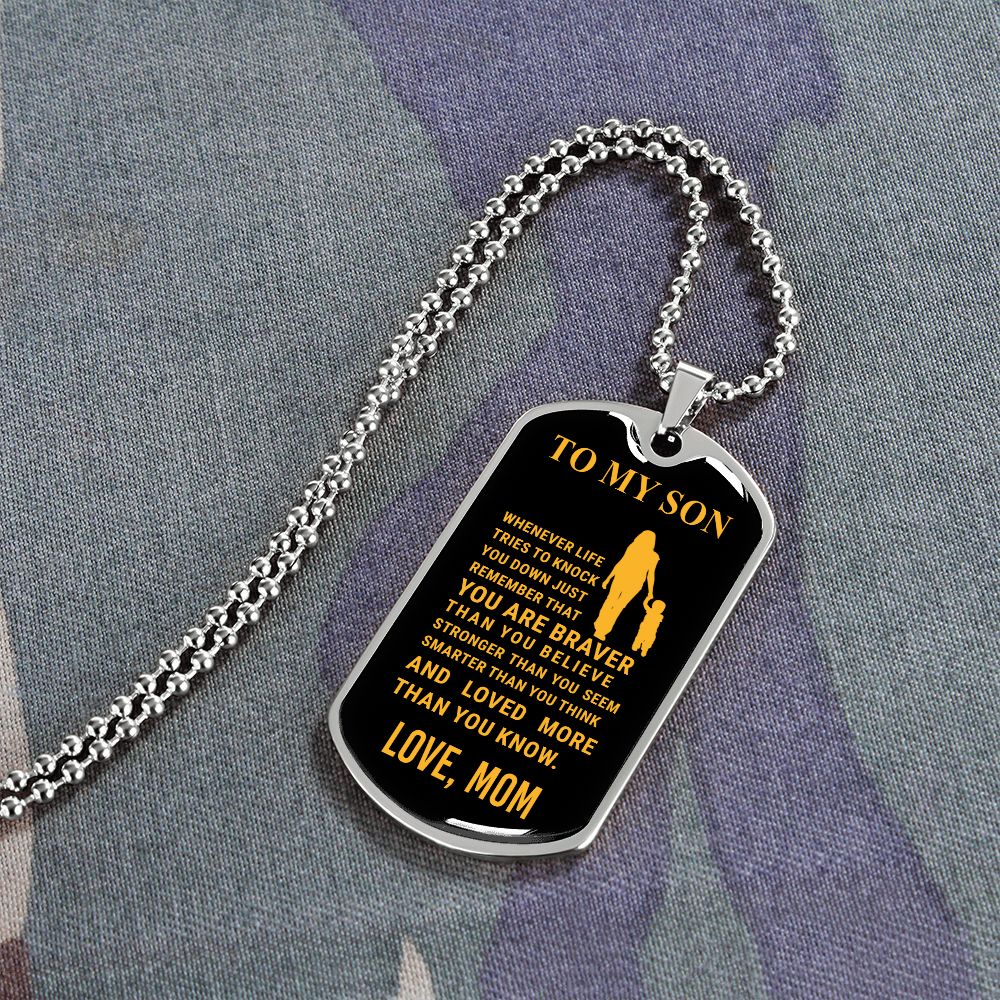 TO MY SON
WHENEVER LIFE
TRIES TO KNOCK
YOU DOWN JUST
REMEMBER THAT
YOU ARE BRAVER
THAN YOU BELIEVE
STRONGER THAN YOU SEEM
SMARTER THAN YOU THINK
AND LOVED MORE
THAN YOU KNOW.
LOVE, MOM